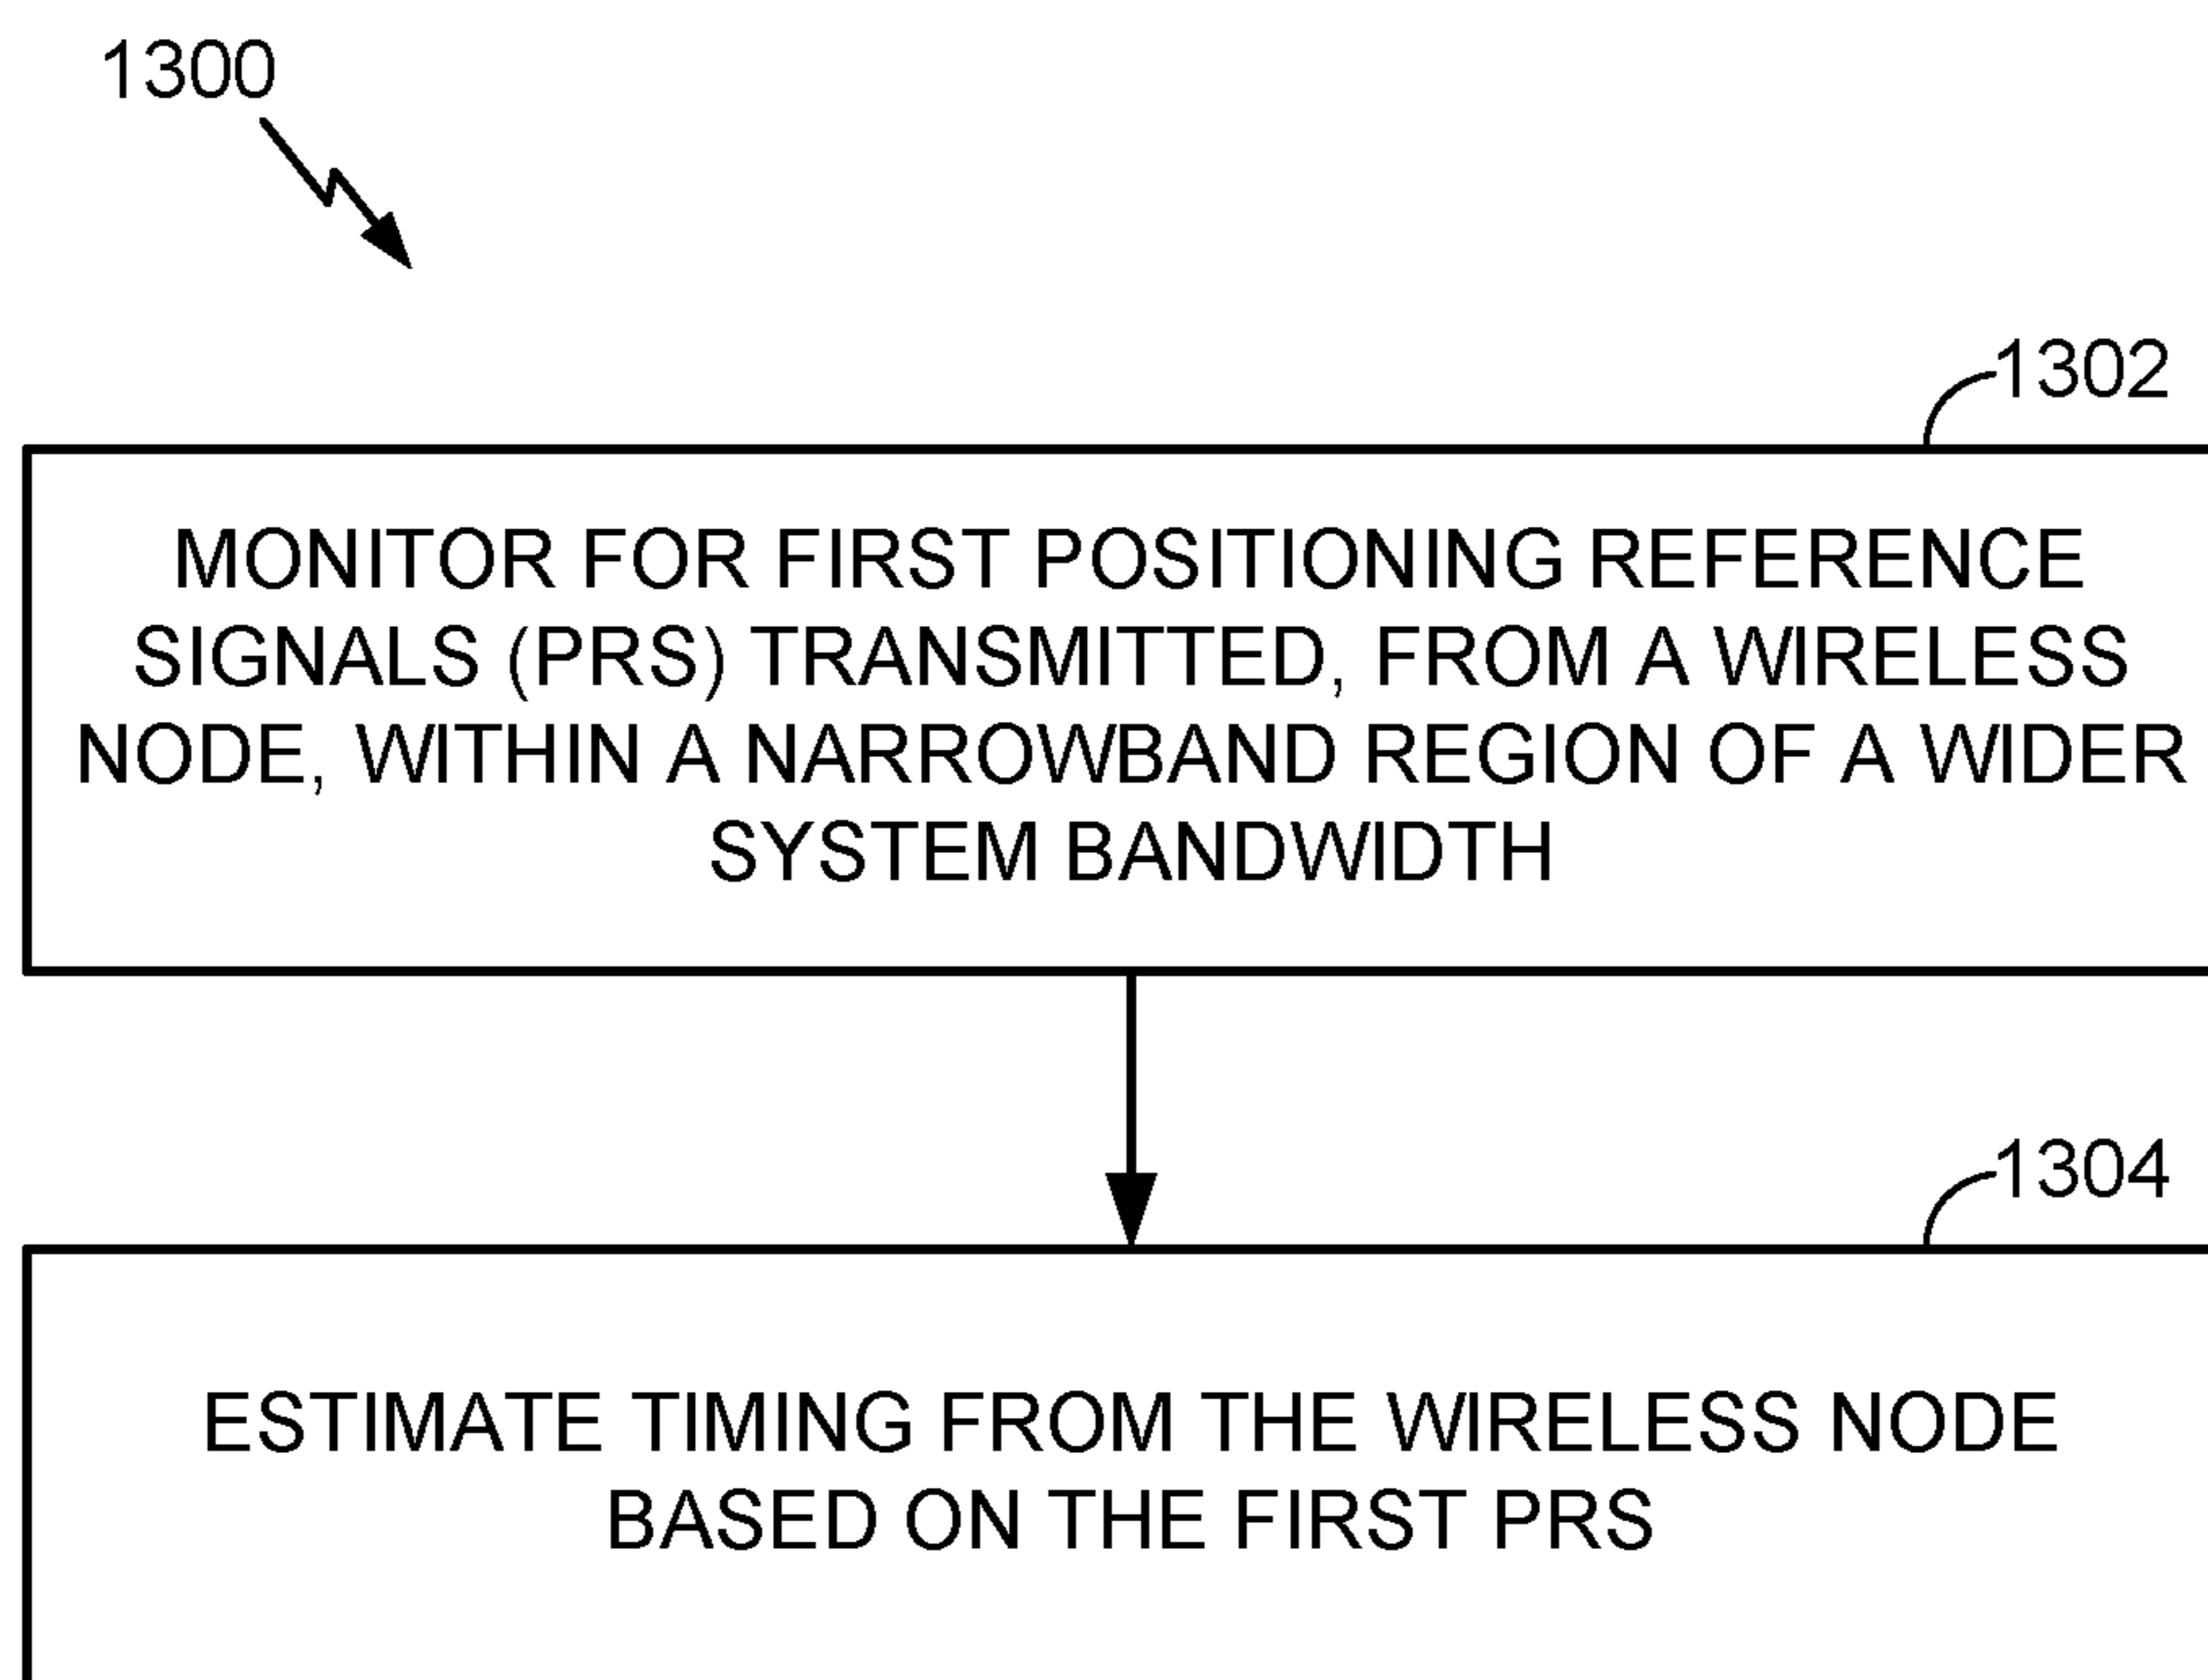 1300
1302
MONITOR FOR FIRST POSITIONING REFERENCE
SIGNALS (PRS) TRANSMITTED, FROM A WIRELESS
NODE, WITHIN A NARROWBAND REGION OF A WIDER
SYSTEM BANDWIDTH
1304
ESTIMATE TIMING FROM THE WIRELESS NODE
BASED ON THE FIRST PRS